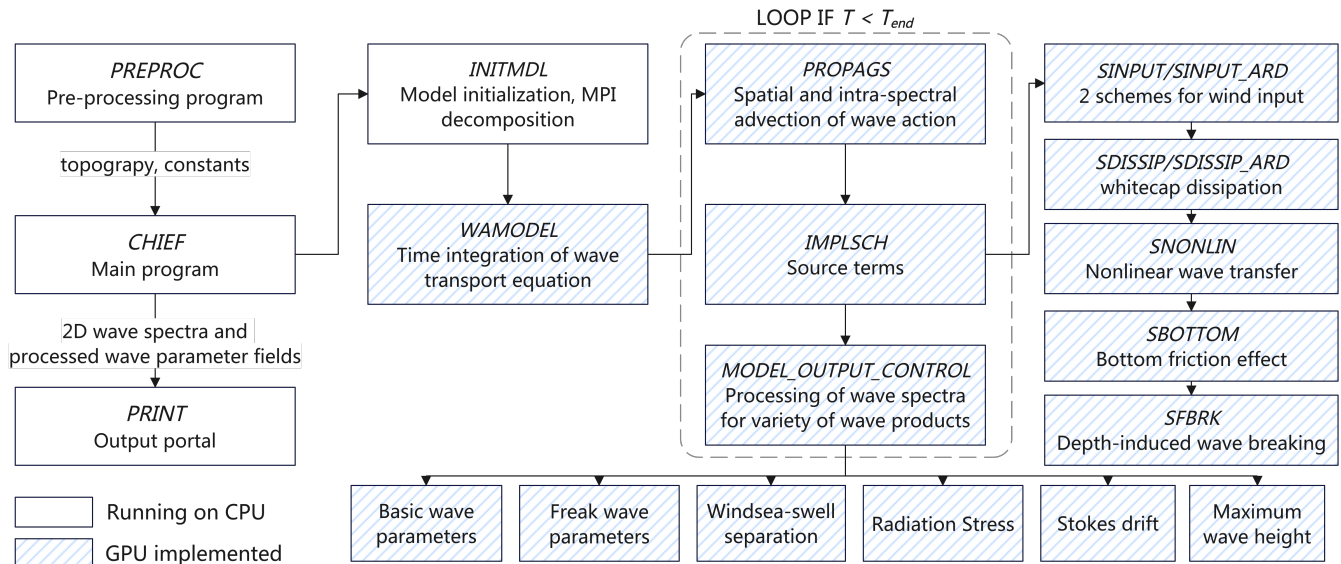 LOOP IF T < Tend
PREPROC
Pre-processing program
topograpy, constants
CHIEF
Main program
2D wave spectra and
processed wave parameter fields
PRINT
Output portal
Running on CPU
GPU implemented
INITMDL
Model initialization, MPI
decomposition
WAMODEL
Time integration of wave
transport equation
PROPAGS
Spatial and intra-spectral
advection of wave action
IMPLSCH
Source terms
MODEL_OUTPUT_CONTROL
Processing of wave spectra
for variety of wave products
SINPUT/SINPUT_ARD
2 schemes for wind input
SDISSIP/SDISSIP_ARD
whitecap dissipation
SNONLIN
Nonlinear wave transfer
SBOTTOM
Bottom friction effect
SFBRK
Depth-induced wave breaking
Basic wave
parameters
Freak wave
parameters
Windsea-swell
separation
Radiation Stress
Stokes drift
Maximum
wave height